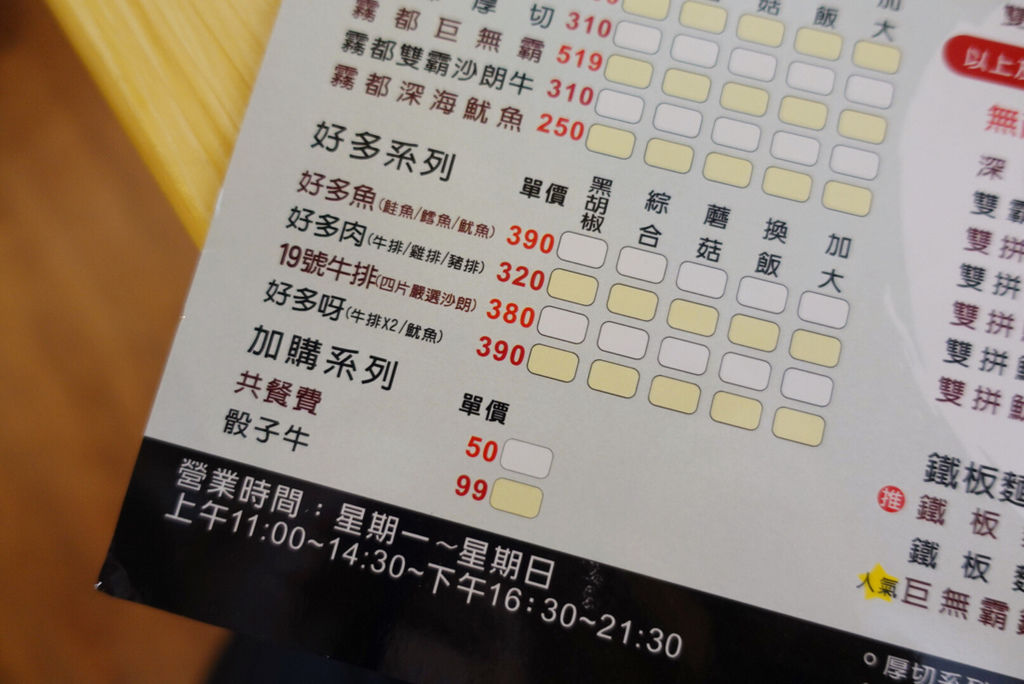 厚切 310
霧都巨無霸 519
霧都雙霸沙朗牛 310
霧都深海魷魚 250
菇 飯 加大
好多系列 單價 黑胡椒 綜合 蘑菇 換飯 加大
好多魚(鮭魚/鱈魚/魷魚) 390
好多肉(牛排/雞排/豬排) 320
19號牛排(四片嚴選沙朗) 380
好多呀(牛排X2/魷魚) 390
加購系列 單價
共餐費 50
骰子牛 99
營業時間：星期一～星期日
上午11:00~14:30~下午16:30~21:30
以上
無
深
雙霸
雙拼
雙拼
雙拼
雙拼
雙拼
鐵板麵
推 鐵板
鐵板
人氣 巨無霸
厚切系列